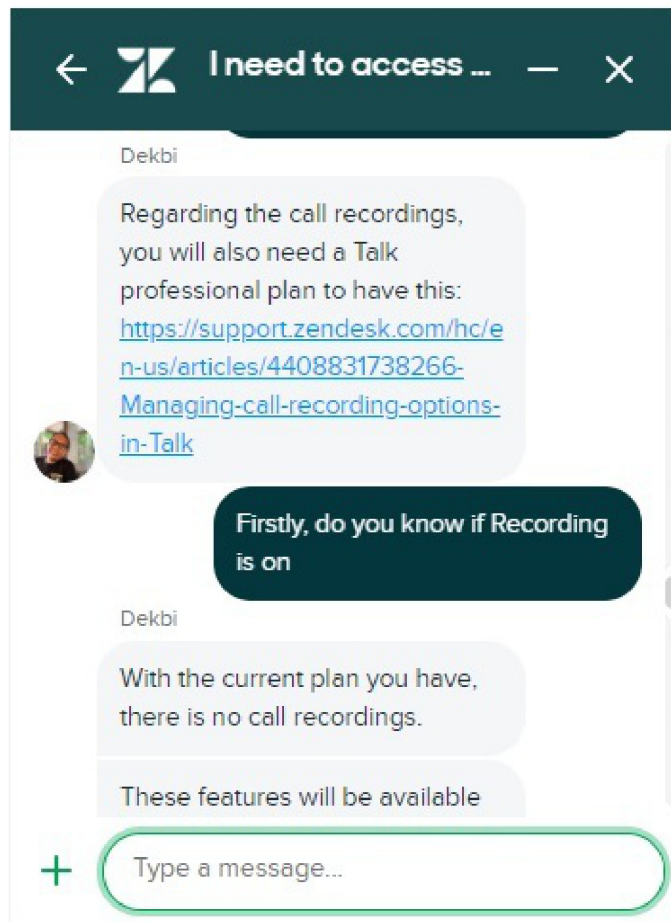 I need to access ...
Dekbi
Regarding the call recordings,
you will also need a Talk
professional plan to have this:
https://support.zendesk.com/hc/e
n-us/articles/4408831738266-
Managing-call-recording-options-
in-Talk
Firstly, do you know if Recording
is on
Dekbi
With the current plan you have,
there is no call recordings.
These features will be available
Type a message...